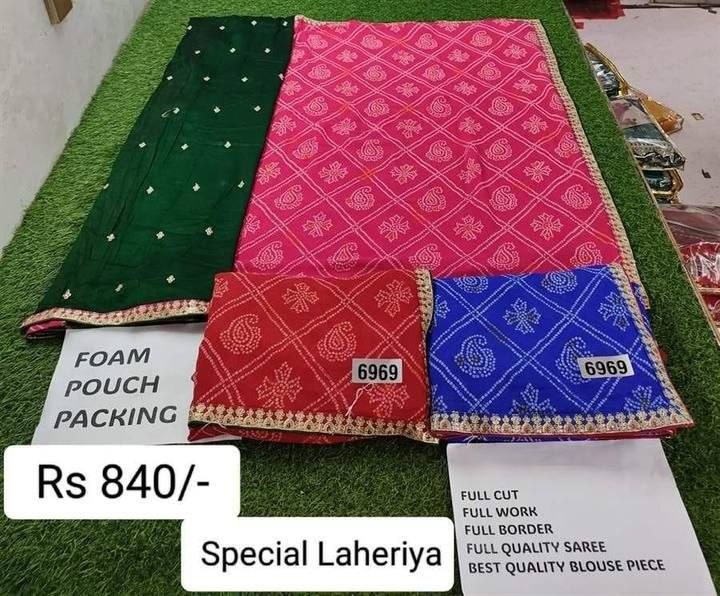 6969
6969
FOAM
POUCH
PACKING
Rs 840/-
Special Laheriya
FULL CUT
FULL WORK
FULL BORDER
FULL QUALITY SAREE
BEST QUALITY BLOUSE PIECE